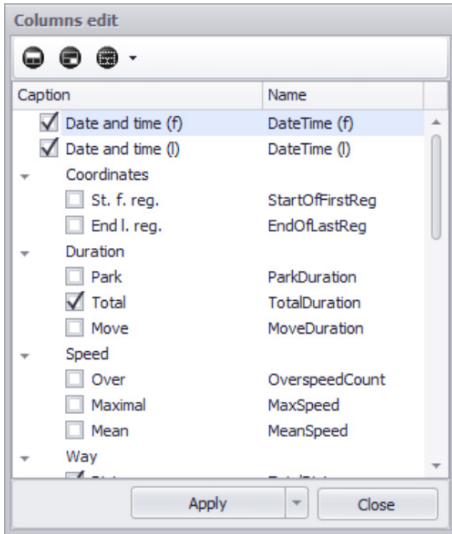 Columns edit
Caption Name
Date and time (f) DateTime (f)
Date and time (l) DateTime (l)
Coordinates
St. f. reg. StartOfFirstReg
End l. reg. EndOfLastReg
Duration
Park ParkDuration
Total TotalDuration
Move MoveDuration
Speed
Over OverspeedCount
Maximal MaxSpeed
Mean MeanSpeed
Way
Apply Close